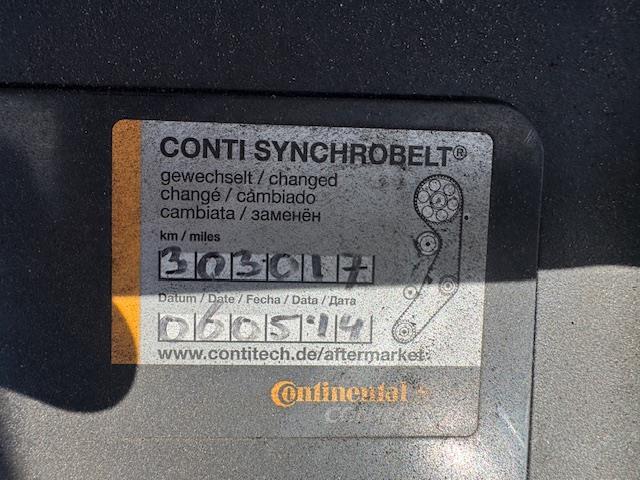 CONTI SYNCHROBELT®
gewechselt / changed
changé / cambiado
cambiata / заменён
km / miles
303017
Datum / Date / Fecha / Data / Дата
060514
www.contitech.de/aftermarket
Continental